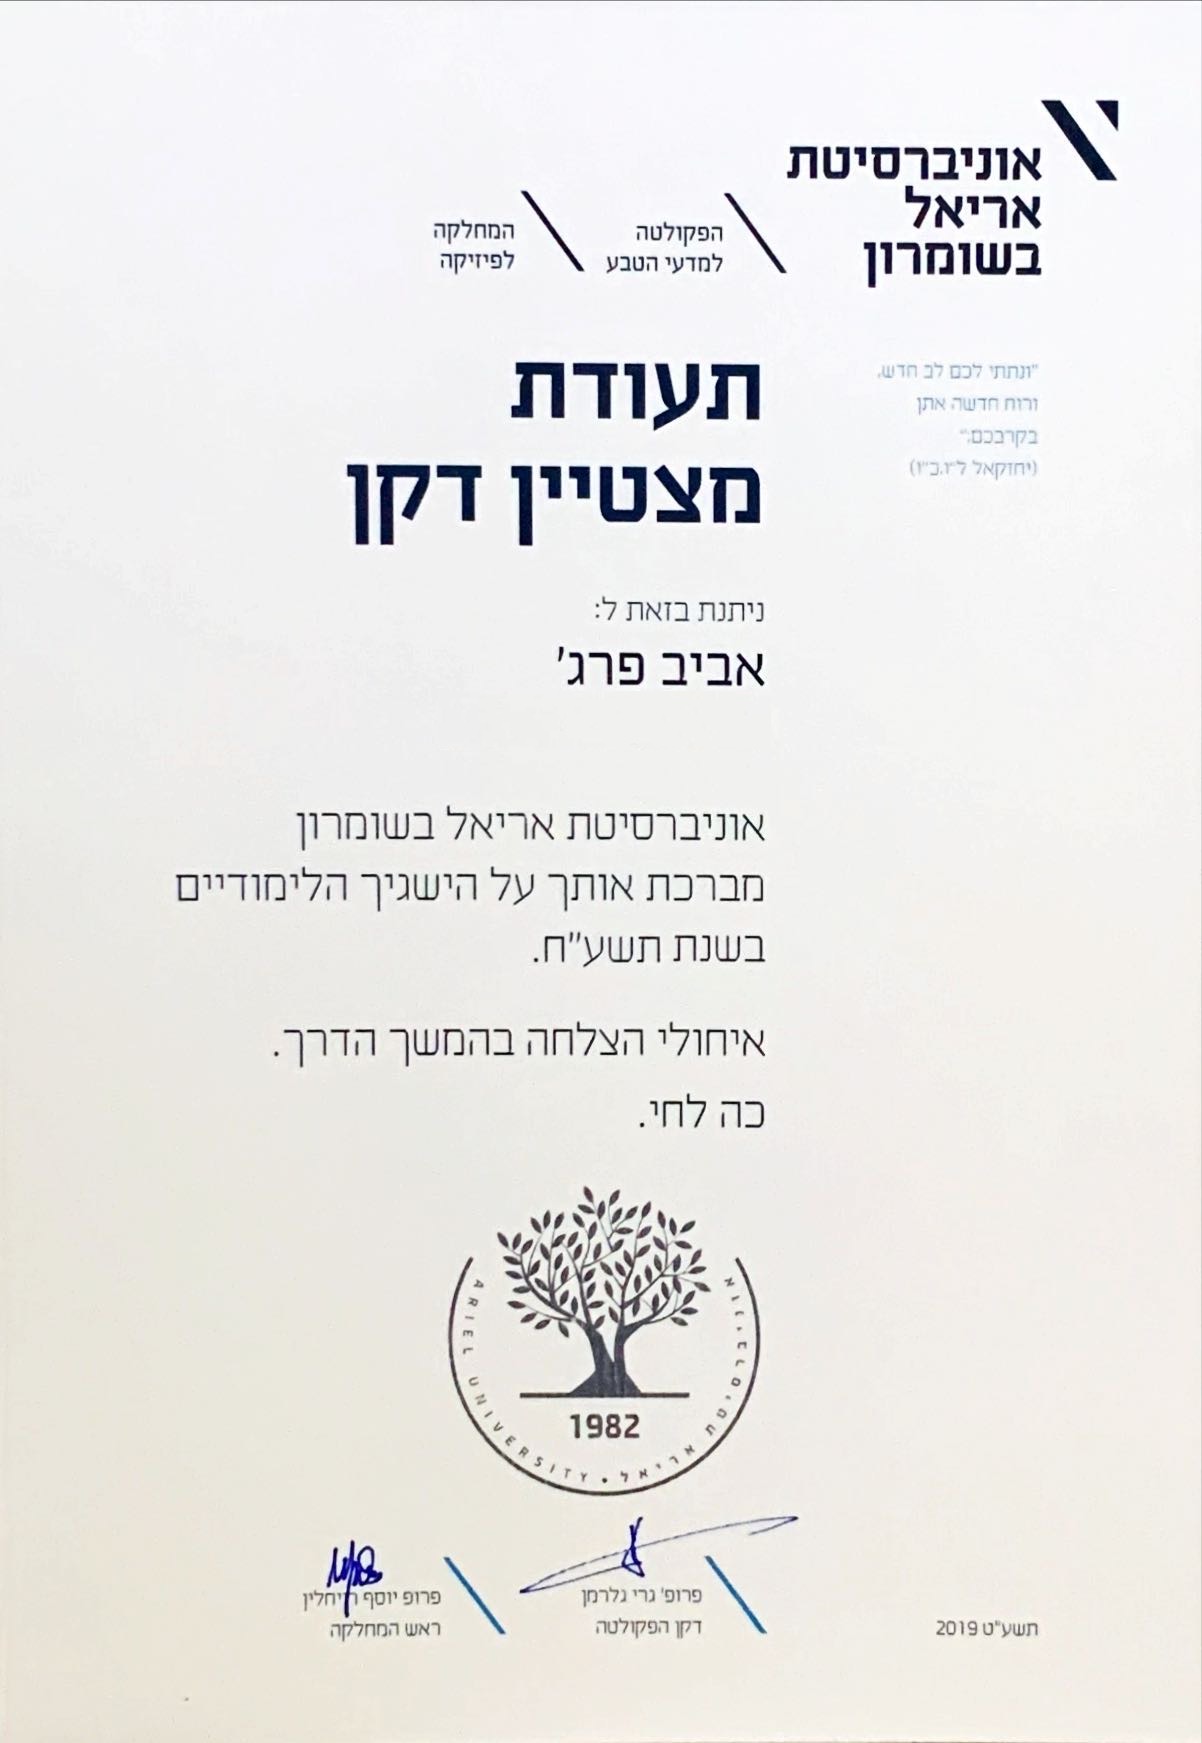 אוניברסיטת
אריאל
בשומרון
הפקולטה
למדעי הטבע
המחלקה
לפיזיקה
"ונתתי לכם לב חדש,
ורוח חדשה אתן
בקרבכם:"
(יחזקאל ל"ו,כ"ו)
תעודת
מצטיין דקן
ניתנת בזאת ל:
אביב פרג'
אוניברסיטת אריאל בשומרון
מברכת אותך על הישגיך הלימודיים
בשנת תשע"ח.
איחולי הצלחה בהמשך הדרך.
כה לחי.
1982
ARIEL UNIVERSITY • אוניברסיטת אריאל
תשע"ט 2019
פרופ' גרי גלרמן
דקן הפקולטה
פרופ יוסף
ראש המחלקה